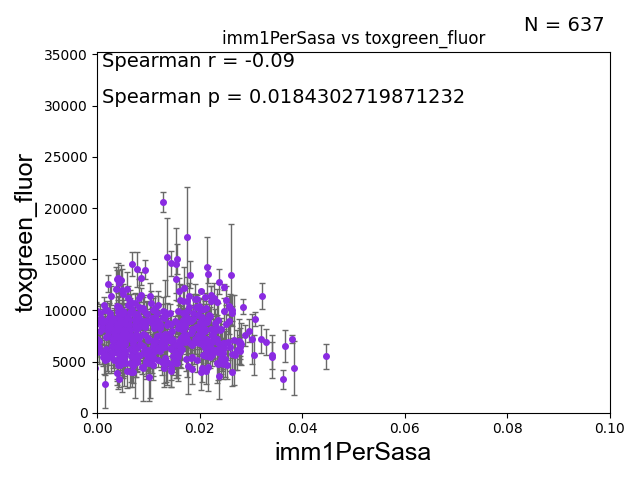 N = 637
imm1PerSasa vs toxgreen_fluor
Spearman r = -0.09
Spearman p = 0.0184302719871232
35000
30000
25000
20000
15000
10000
5000
0
toxgreen_fluor
0.00 0.02 0.04 0.06 0.08 0.10
imm1PerSasa